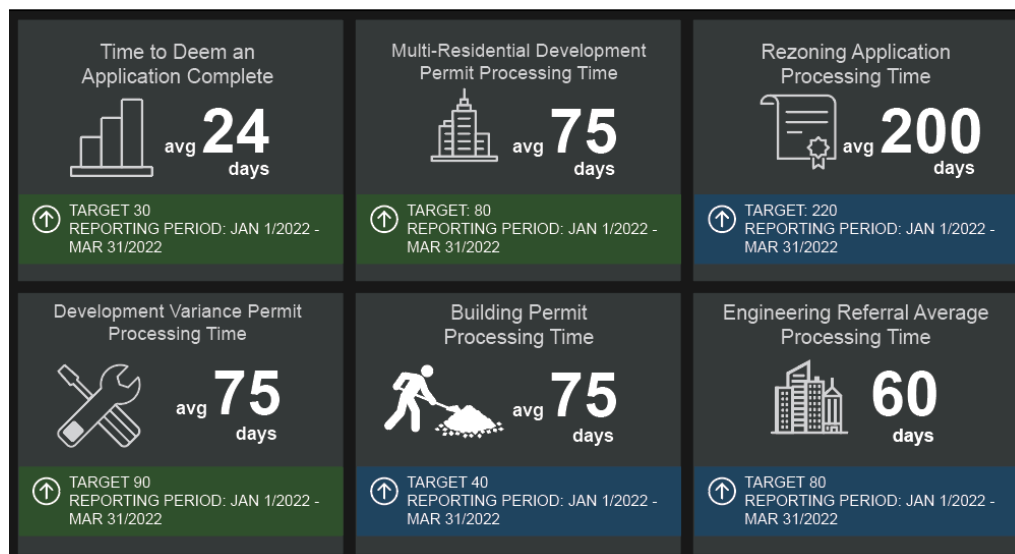 Time to Deem an
Application Complete
avg 24
days
TARGET 30
REPORTING PERIOD: JAN 1/2022 -
MAR 31/2022
Multi-Residential Development
Permit Processing Time
avg 75
days
TARGET: 80
REPORTING PERIOD: JAN 1/2022 -
MAR 31/2022
Rezoning Application
Processing Time
avg 200
days
TARGET: 220
REPORTING PERIOD: JAN 1/2022 -
MAR 31/2022
Development Variance Permit
Processing Time
avg 75
days
TARGET 90
REPORTING PERIOD: JAN 1/2022 -
MAR 31/2022
Building Permit
Processing Time
avg 75
days
TARGET 40
REPORTING PERIOD: JAN 1/2022 -
MAR 31/2022
Engineering Referral Average
Processing Time
60
days
TARGET 80
REPORTING PERIOD: JAN 1/2022 -
MAR 31/2022